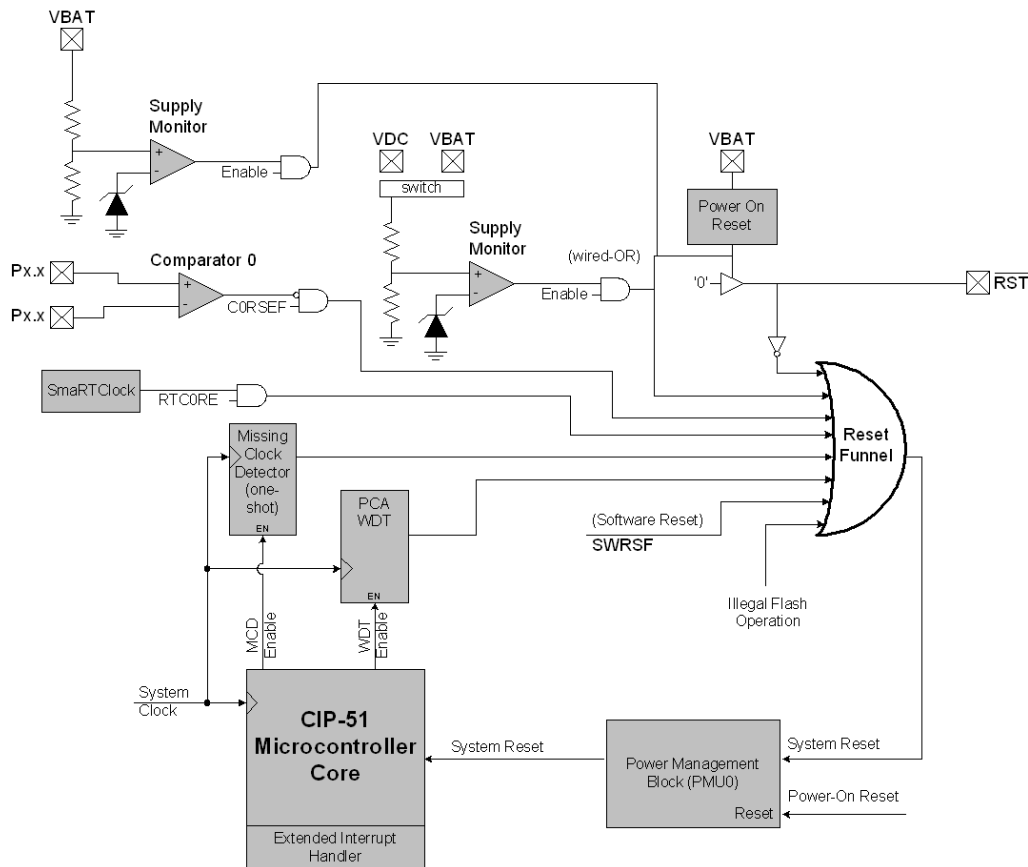 VBAT
Supply
Monitor
+
-
Enable
VDC
VBAT
switch
VBAT
Power On
Reset
Supply
Monitor
(wired-OR)
+
-
Enable
'0'
RST
Px.x
Comparator 0
+
-
Px.x
C0RSEF
SmaRTClock
RTC0RE
Missing
Clock
Detector
(one-
shot)
EN
PCA
WDT
EN
Reset
Funnel
(Software Reset)
SWRSF
Illegal Flash
Operation
MCD
Enable
WDT
Enable
System
Clock
CIP-51
Microcontroller
Core
Extended Interrupt
Handler
System Reset
Power Management
Block (PMU0)
Reset
System Reset
Power-On Reset